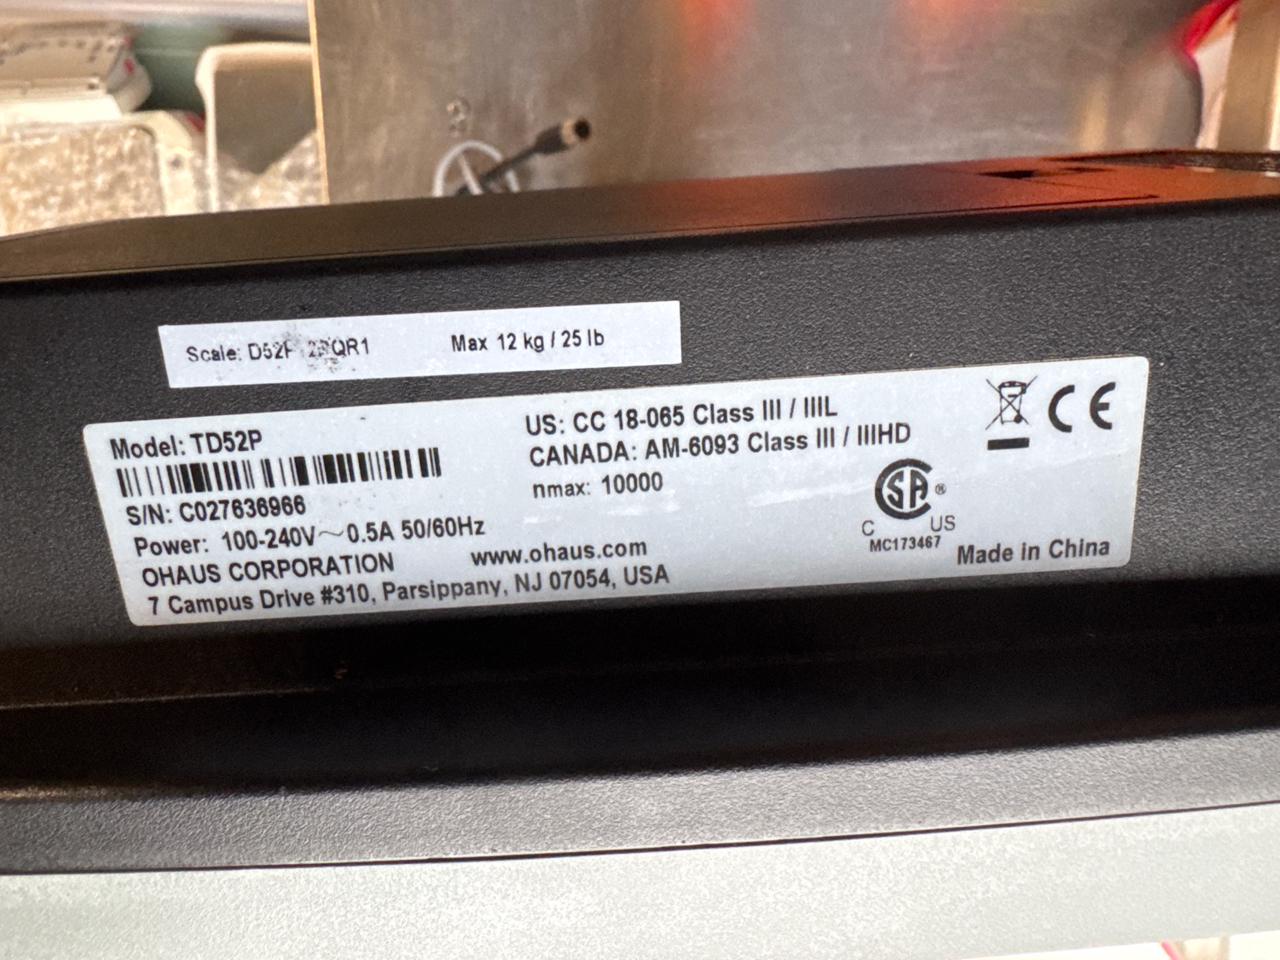 Scale: Max 12 kg / 25 lb
Model: TD52P
S/N: C027636966
Power: 100-240V~0.5A 50/60Hz
OHAUS CORPORATION www.ohaus.com
7 Campus Drive #310, Parsippany, NJ 07054, USA
US: CC 18-065 Class III / IIIL
CANADA: AM-6093 Class III / IIIHD
nmax: 10000
CE
SA ®
C US
MC173467
Made in China